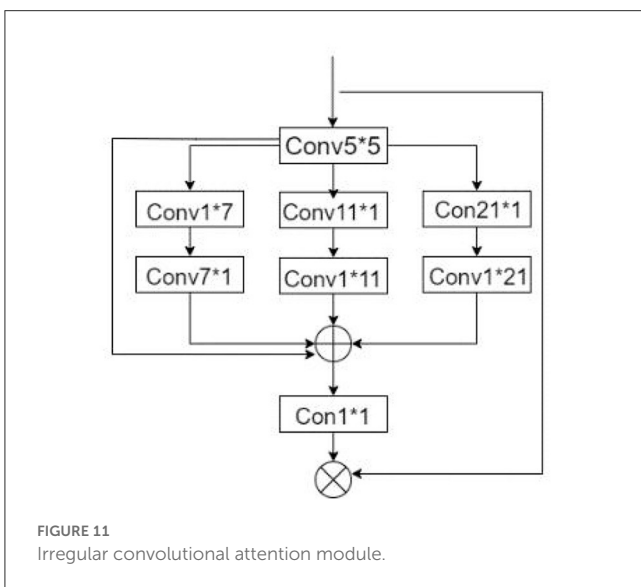 Conv5*5
Conv1*7 Conv11*1 Con21*1
Conv7*1 Conv1*11 Conv1*21
Con1*1
FIGURE 11
Irregular convolutional attention module.